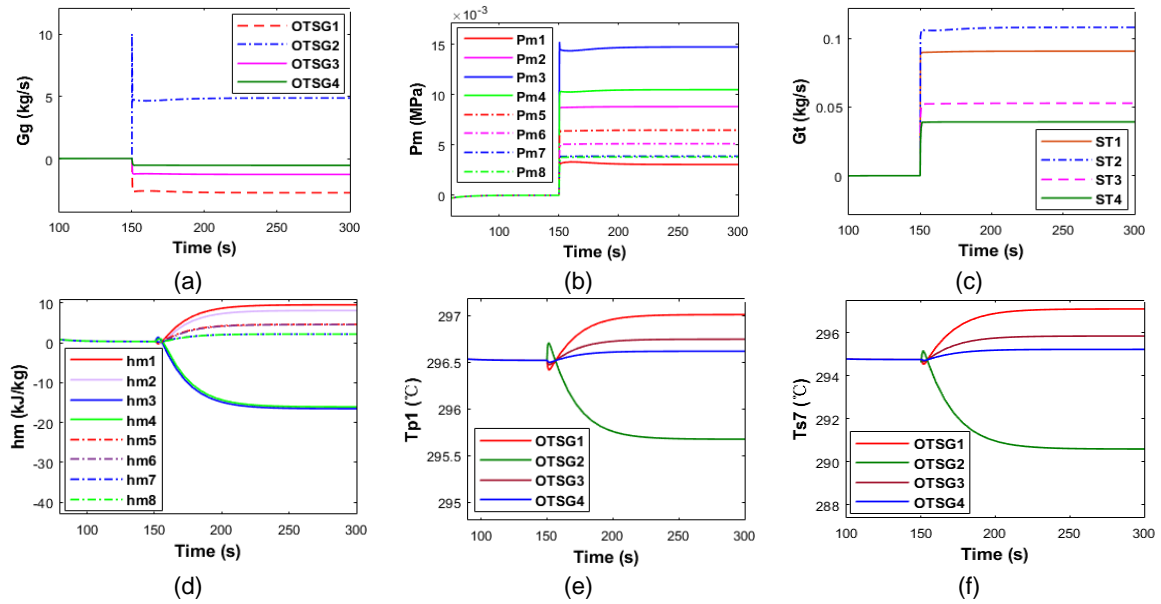 10
5
0
100 150 200 250 300
Gg (kg/s)
Time (s)
OTSG1
OTSG2
OTSG3
OTSG4
(a)
×10-3
15
10
5
0
100 150 200 250 300
Pm (MPa)
Time (s)
Pm1
Pm2
Pm3
Pm4
Pm5
Pm6
Pm7
Pm8
(b)
0.1
0.05
0
100 150 200 250 300
Gt (kg/s)
Time (s)
ST1
ST2
ST3
ST4
(c)
10
0
-10
-20
-30
-40
100 150 200 250 300
hm (kJ/kg)
Time (s)
hm1
hm2
hm3
hm4
hm5
hm6
hm7
hm8
(d)
297
296.5
296
295.5
295
100 150 200 250 300
Tp1 (℃)
Time (s)
OTSG1
OTSG2
OTSG3
OTSG4
(e)
296
294
292
290
288
100 150 200 250 300
Ts7 (℃)
Time (s)
OTSG1
OTSG2
OTSG3
OTSG4
(f)